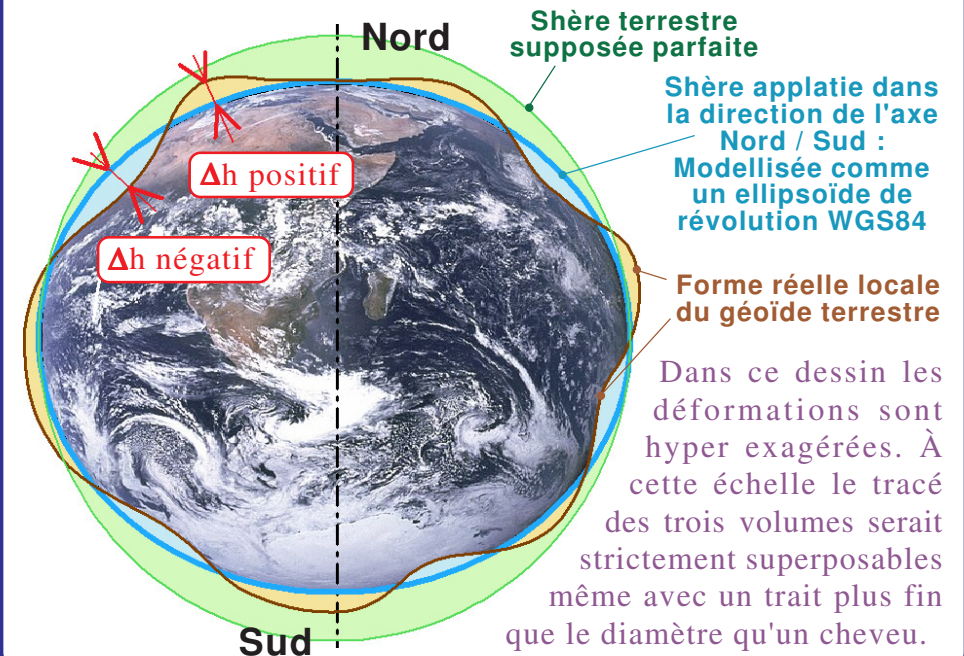 Nord
Shère terrestre
supposée parfaite
Shère applatie dans
la direction de l'axe
Nord / Sud :
Modellisée comme
un ellipsoïde de
révolution WGS84
Δh positif
Δh négatif
Forme réelle locale
du géoïde terrestre
Dans ce dessin les
déformations sont
hyper exagérées. À
cette échelle le tracé
des trois volumes serait
strictement superposables
même avec un trait plus fin
que le diamètre qu'un cheveu.
Sud